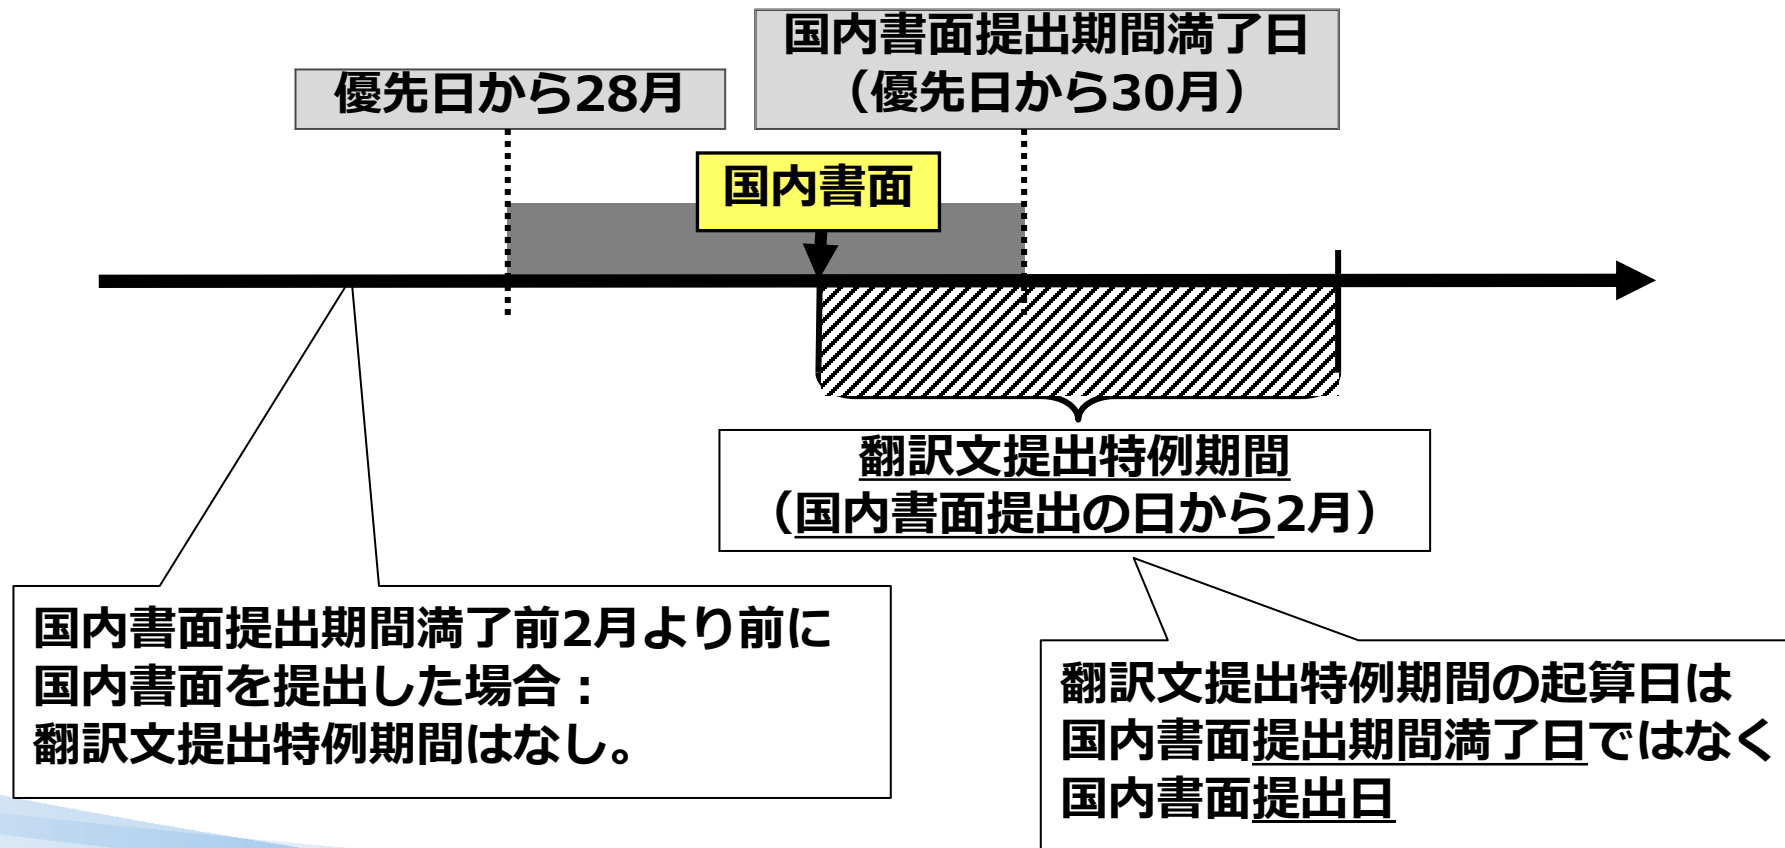 優先日から28月
国内書面提出期間満了日
（優先日から30月）
国内書面
翻訳文提出特例期間
（国内書面提出の日から2月）
国内書面提出期間満了前2月より前に
国内書面を提出した場合：
翻訳文提出特例期間はなし。
翻訳文提出特例期間の起算日は
国内書面提出期間満了日ではなく
国内書面提出日